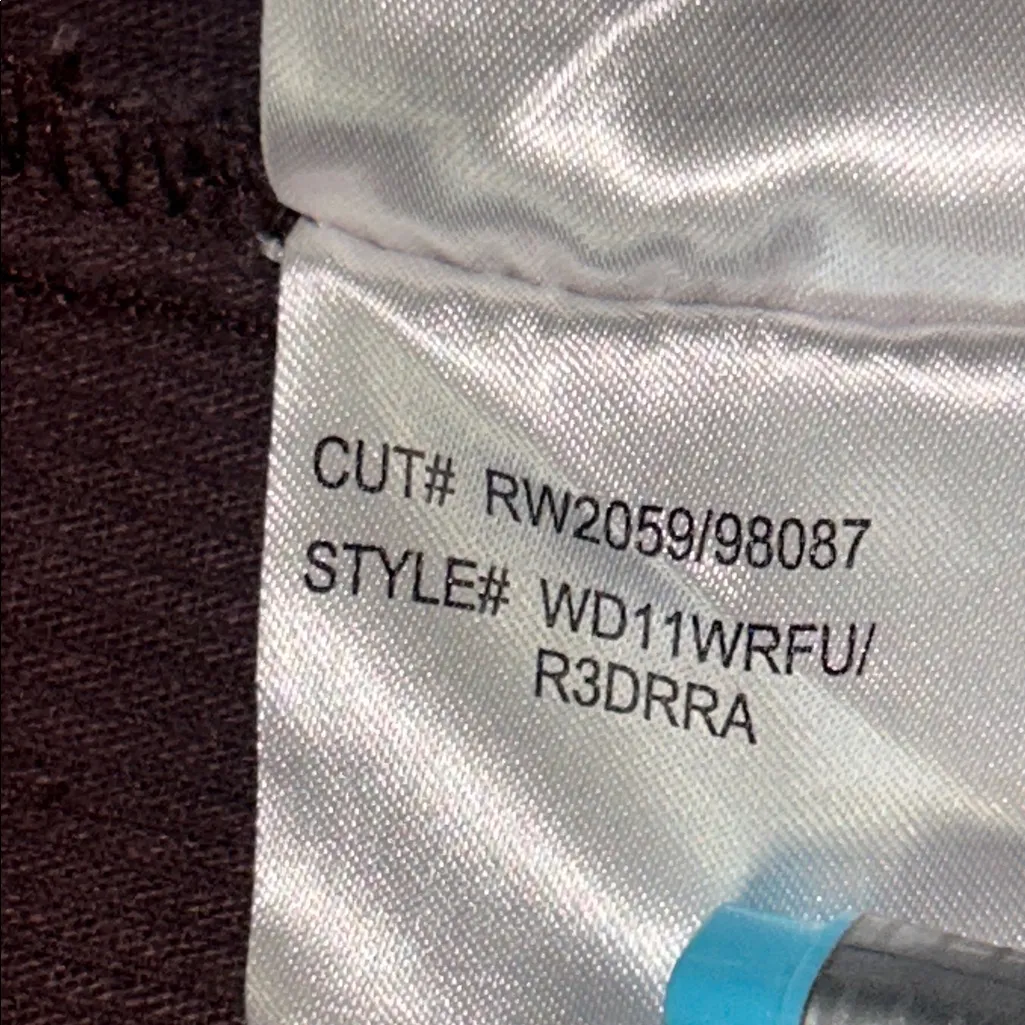 CUT# RW2059/98087
STYLE# WD11WRFU/
R3DRRA